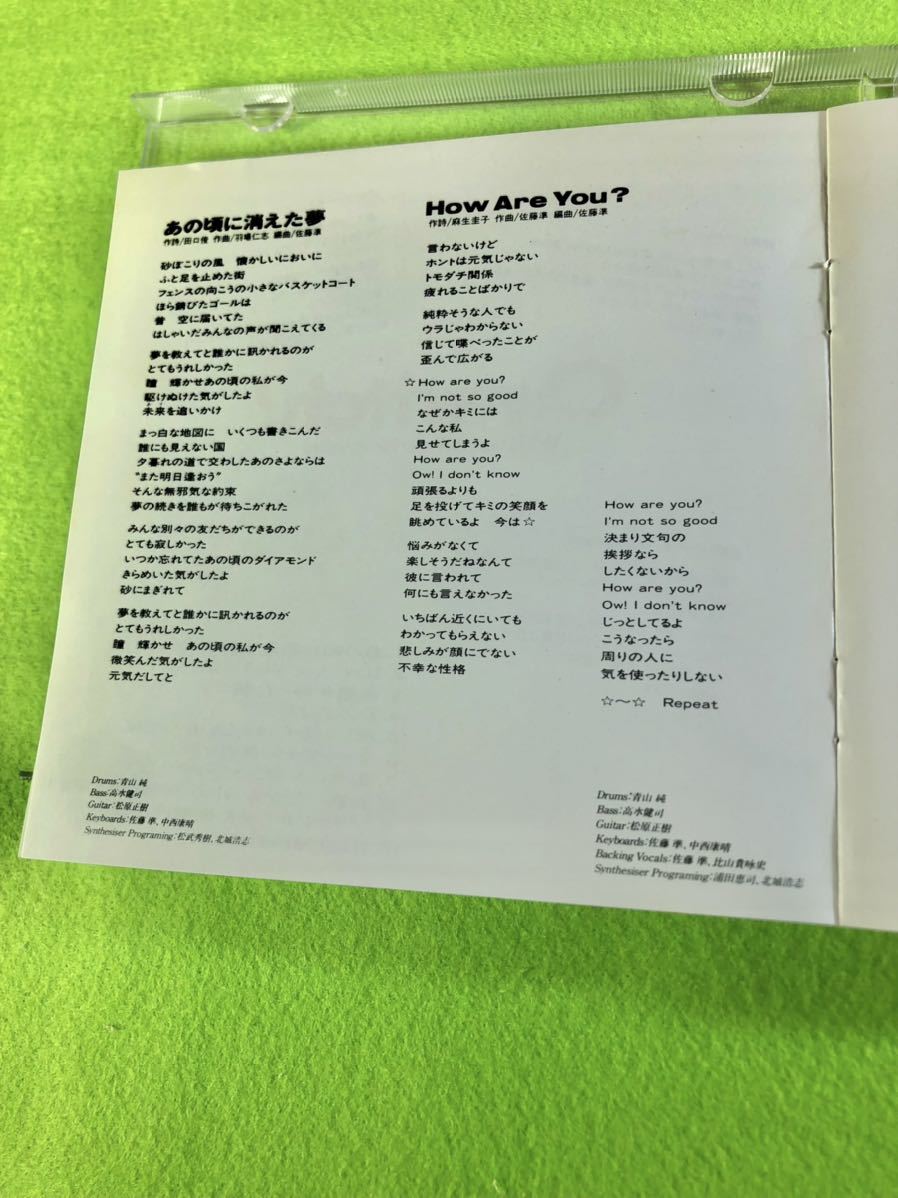 あの頃に消えた夢
作詩/田口俊 作曲/羽場仁志 編曲/佐藤準
砂ぼこりの風　懐かしいにおいに
ふと足を止めた街
フェンスの向こうの小さなバスケットコート
ほら錆びたゴールは
昔　空に届いてた
はしゃいだみんなの声が聞こえてくる
夢を教えてと誰かに訊かれるのが
とてもうれしかった
瞳　輝かせあの頃の私が今
駆けぬけた気がしたよ
未来を追いかけ
まっ白な地図に　いくつも書きこんだ
誰にも見えない国
夕暮れの道で交わしたあのさよならは
“また明日逢おう”
そんな無邪気な約束
夢の続きを誰もが待ちこがれた
みんな別々の友だちができるのが
とても寂しかった
いつか忘れてたあの頃のダイアモンド
きらめいた気がしたよ
砂にまぎれて
夢を教えてと誰かに訊かれるのが
とてもうれしかった
瞳　輝かせ　あの頃の私が今
微笑んだ気がしたよ
元気だしてと
Drums:青山 純
Bass:高水健司
Guitar:松原正樹
Keyboards:佐藤 準、中西康晴
Synthesiser Programing:松武秀樹、北城浩志
How Are You?
作詩/麻生圭子 作曲/佐藤準 編曲/佐藤準
言わないけど
ホントは元気じゃない
トモダチ関係
疲れることばかりで
純粋そうな人でも
ウラじゃわからない
信じて喋べったことが
歪んで広がる
☆How are you?
I'm not so good
なぜかキミには
こんな私
見せてしまうよ
How are you?
Ow! I don't know
頑張るよりも
足を投げてキミの笑顔を
眺めているよ　今は☆
悩みがなくて
楽しそうだねなんて
彼に言われて
何にも言えなかった
いちばん近くにいても
わかってもらえない
悲しみが顔にでない
不幸な性格
How are you?
I'm not so good
決まり文句の
挨拶なら
したくないから
How are you?
Ow! I don't know
じっとしてるよ
こうなったら
周りの人に
気を使ったりしない
☆〜☆　Repeat
Drums:青山 純
Bass:高水健司
Guitar:松原正樹
Keyboards:佐藤 準、中西康晴
Backing Vocals:佐藤 準、比山貴咏史
Synthesiser Programing:浦田恵司、北城浩志